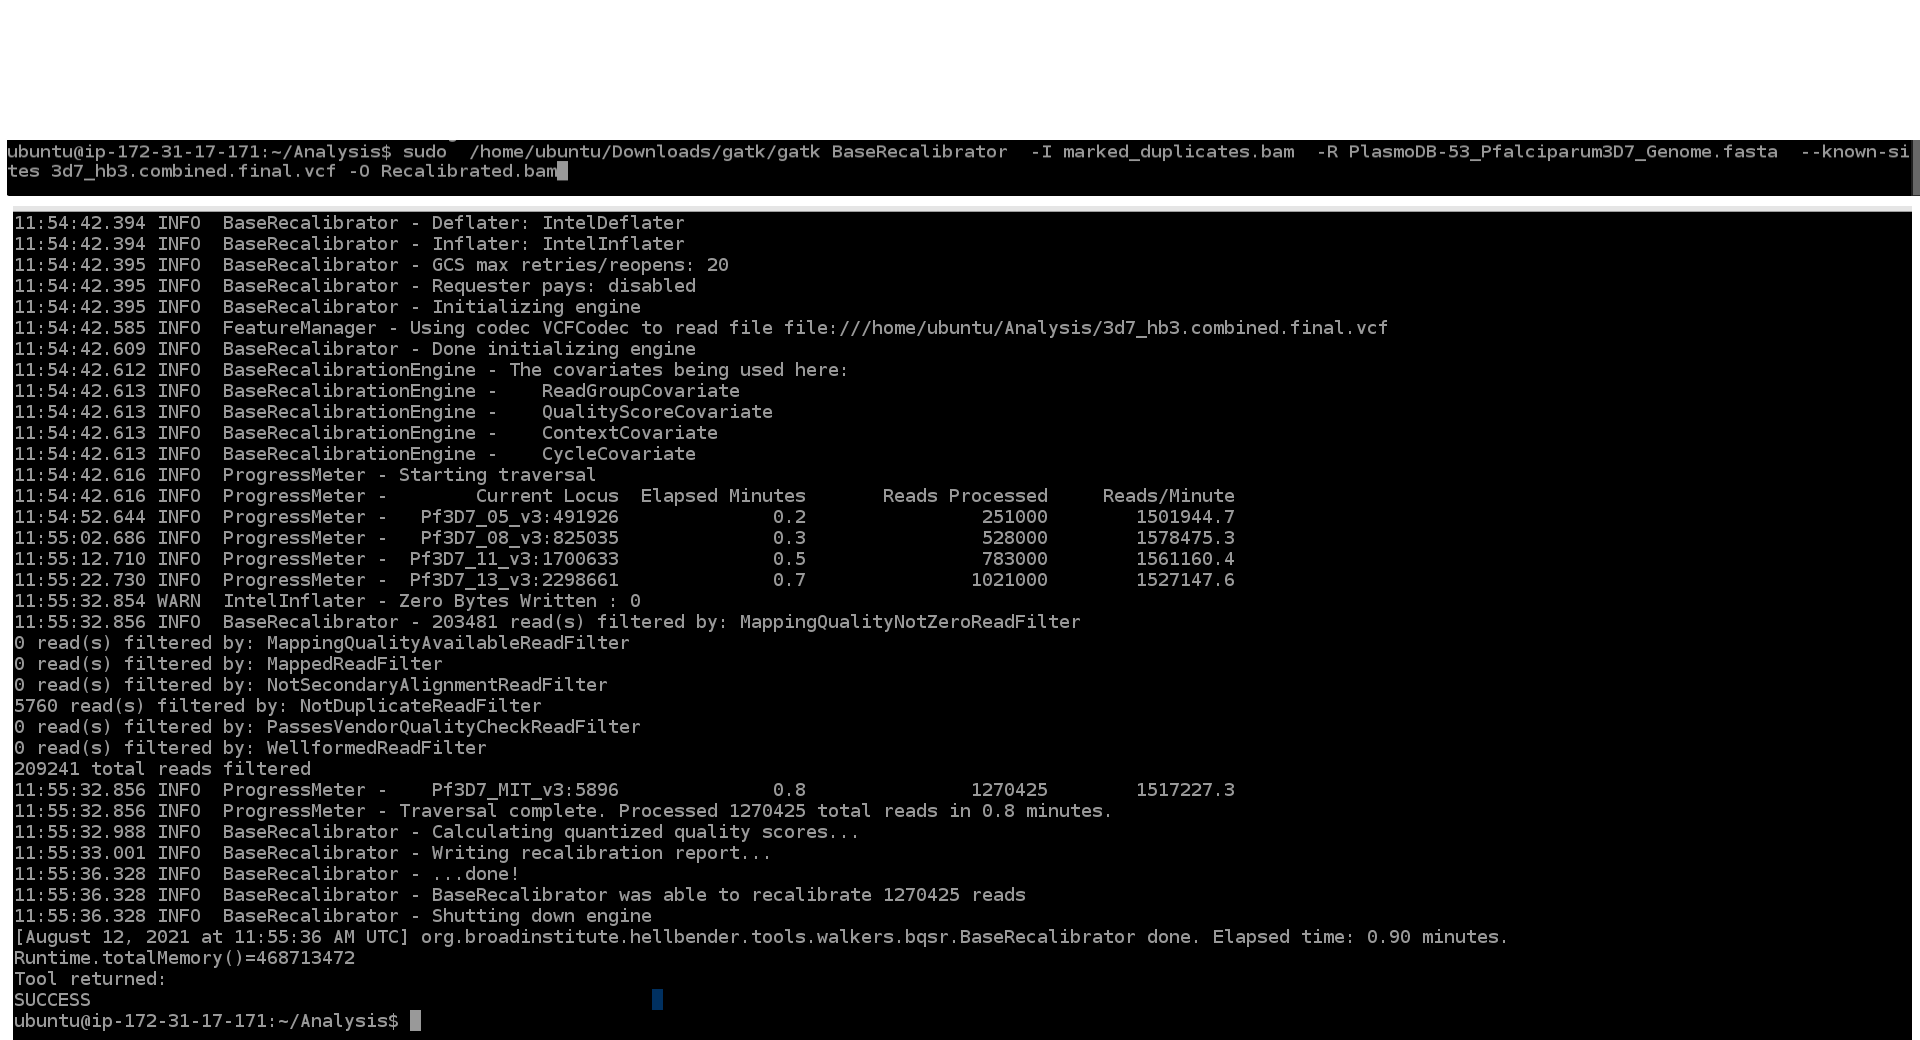 ubuntu@ip-172-31-17-171:~/Analysis$ sudo  /home/ubuntu/Downloads/gatk/gatk BaseRecalibrator  -I marked_duplicates.bam  -R PlasmoDB-53_Pfalciparum3D7_Genome.fasta  --known-si
tes 3d7_hb3.combined.final.vcf -O Recalibrated.bam
11:54:42.394 INFO  BaseRecalibrator - Deflater: IntelDeflater
11:54:42.394 INFO  BaseRecalibrator - Inflater: IntelInflater
11:54:42.395 INFO  BaseRecalibrator - GCS max retries/reopens: 20
11:54:42.395 INFO  BaseRecalibrator - Requester pays: disabled
11:54:42.395 INFO  BaseRecalibrator - Initializing engine
11:54:42.585 INFO  FeatureManager - Using codec VCFCodec to read file file:///home/ubuntu/Analysis/3d7_hb3.combined.final.vcf
11:54:42.609 INFO  BaseRecalibrator - Done initializing engine
11:54:42.612 INFO  BaseRecalibrationEngine - The covariates being used here:
11:54:42.613 INFO  BaseRecalibrationEngine -    ReadGroupCovariate
11:54:42.613 INFO  BaseRecalibrationEngine -    QualityScoreCovariate
11:54:42.613 INFO  BaseRecalibrationEngine -    ContextCovariate
11:54:42.613 INFO  BaseRecalibrationEngine -    CycleCovariate
11:54:42.616 INFO  ProgressMeter - Starting traversal
11:54:42.616 INFO  ProgressMeter -        Current Locus  Elapsed Minutes       Reads Processed     Reads/Minute
11:54:52.644 INFO  ProgressMeter -   Pf3D7_05_v3:491926              0.2                251000        1501944.7
11:55:02.686 INFO  ProgressMeter -   Pf3D7_08_v3:825035              0.3                528000        1578475.3
11:55:12.710 INFO  ProgressMeter -  Pf3D7_11_v3:1700633              0.5                783000        1561160.4
11:55:22.730 INFO  ProgressMeter -  Pf3D7_13_v3:2298661              0.7               1021000        1527147.6
11:55:32.854 WARN  IntelInflater - Zero Bytes Written : 0
11:55:32.856 INFO  BaseRecalibrator - 203481 read(s) filtered by: MappingQualityNotZeroReadFilter
0 read(s) filtered by: MappingQualityAvailableReadFilter
0 read(s) filtered by: MappedReadFilter
0 read(s) filtered by: NotSecondaryAlignmentReadFilter
5760 read(s) filtered by: NotDuplicateReadFilter
0 read(s) filtered by: PassesVendorQualityCheckReadFilter
0 read(s) filtered by: WellformedReadFilter
209241 total reads filtered
11:55:32.856 INFO  ProgressMeter -    Pf3D7_MIT_v3:5896              0.8               1270425        1517227.3
11:55:32.856 INFO  ProgressMeter - Traversal complete. Processed 1270425 total reads in 0.8 minutes.
11:55:32.988 INFO  BaseRecalibrator - Calculating quantized quality scores...
11:55:33.001 INFO  BaseRecalibrator - Writing recalibration report...
11:55:36.328 INFO  BaseRecalibrator - ...done!
11:55:36.328 INFO  BaseRecalibrator - BaseRecalibrator was able to recalibrate 1270425 reads
11:55:36.328 INFO  BaseRecalibrator - Shutting down engine
[August 12, 2021 at 11:55:36 AM UTC] org.broadinstitute.hellbender.tools.walkers.bqsr.BaseRecalibrator done. Elapsed time: 0.90 minutes.
Runtime.totalMemory()=468713472
Tool returned:
SUCCESS
ubuntu@ip-172-31-17-171:~/Analysis$